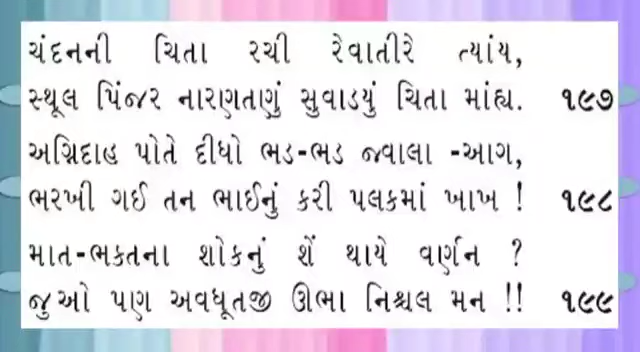 ચંદનની ચિતા રચી રેવાતીરે ત્યાંય,
સ્થૂલ પિંજર નારણતણું સુવાડયું ચિતા માંહ્ય. ૧૯૭
અગ્નિદાહ પોતે દીધો ભડ-ભડ જ્વાલા -આગ,
ભરખી ગઈ તન ભાઈનું કરી પલકમાં ખાખ ! ૧૯૮
માત-ભક્તના શોકનું શેં થાયે વર્ણન ?
જુઓ પણ અવધૂતજી ઊભા નિશ્ચલ મન !! ૧૯૯